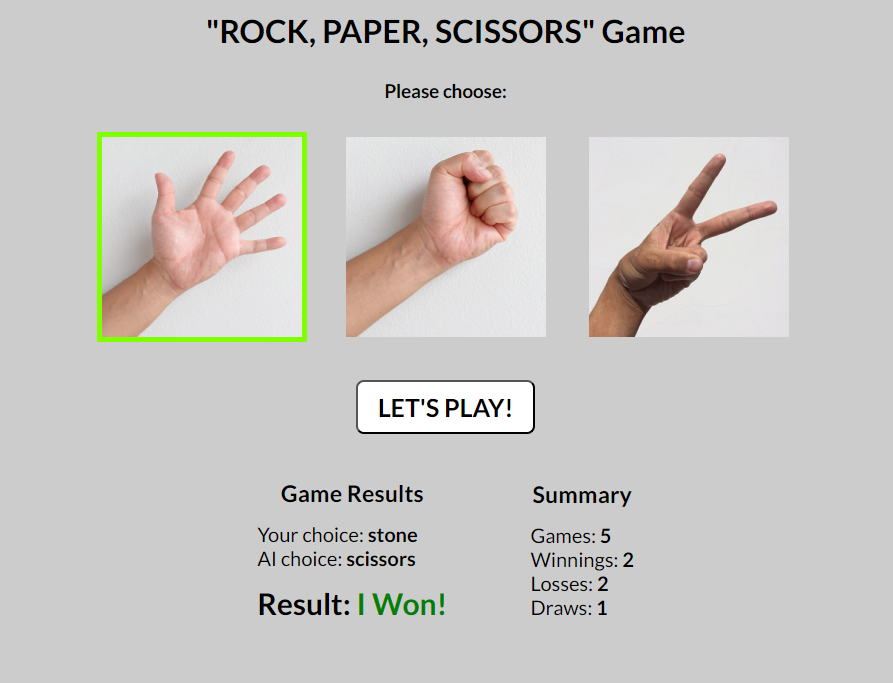 "ROCK, PAPER, SCISSORS" Game
Please choose:
LET'S PLAY!
Game Results
Your choice: stone
AI choice: scissors
Result: I Won!
Summary
Games: 5
Winnings: 2
Losses: 2
Draws: 1